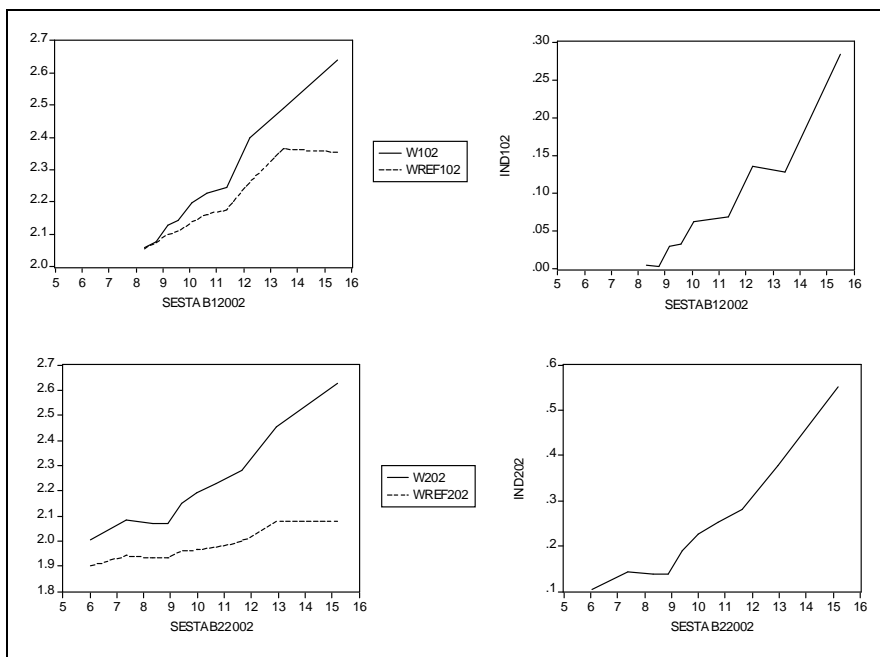 2.7
2.6
2.5
2.4
2.3
2.2
2.1
2.0
5 6 7 8 9 10 11 12 13 14 15 16
SESTAB12002
W102
WREF102
IND102
.30
.25
.20
.15
.10
.05
.00
5 6 7 8 9 10 11 12 13 14 15 16
SESTAB12002
2.7
2.6
2.5
2.4
2.3
2.2
2.1
2.0
1.9
1.8
5 6 7 8 9 10 11 12 13 14 15 16
SESTAB22002
W202
WREF202
IND202
.6
.5
.4
.3
.2
.1
5 6 7 8 9 10 11 12 13 14 15 16
SESTAB22002